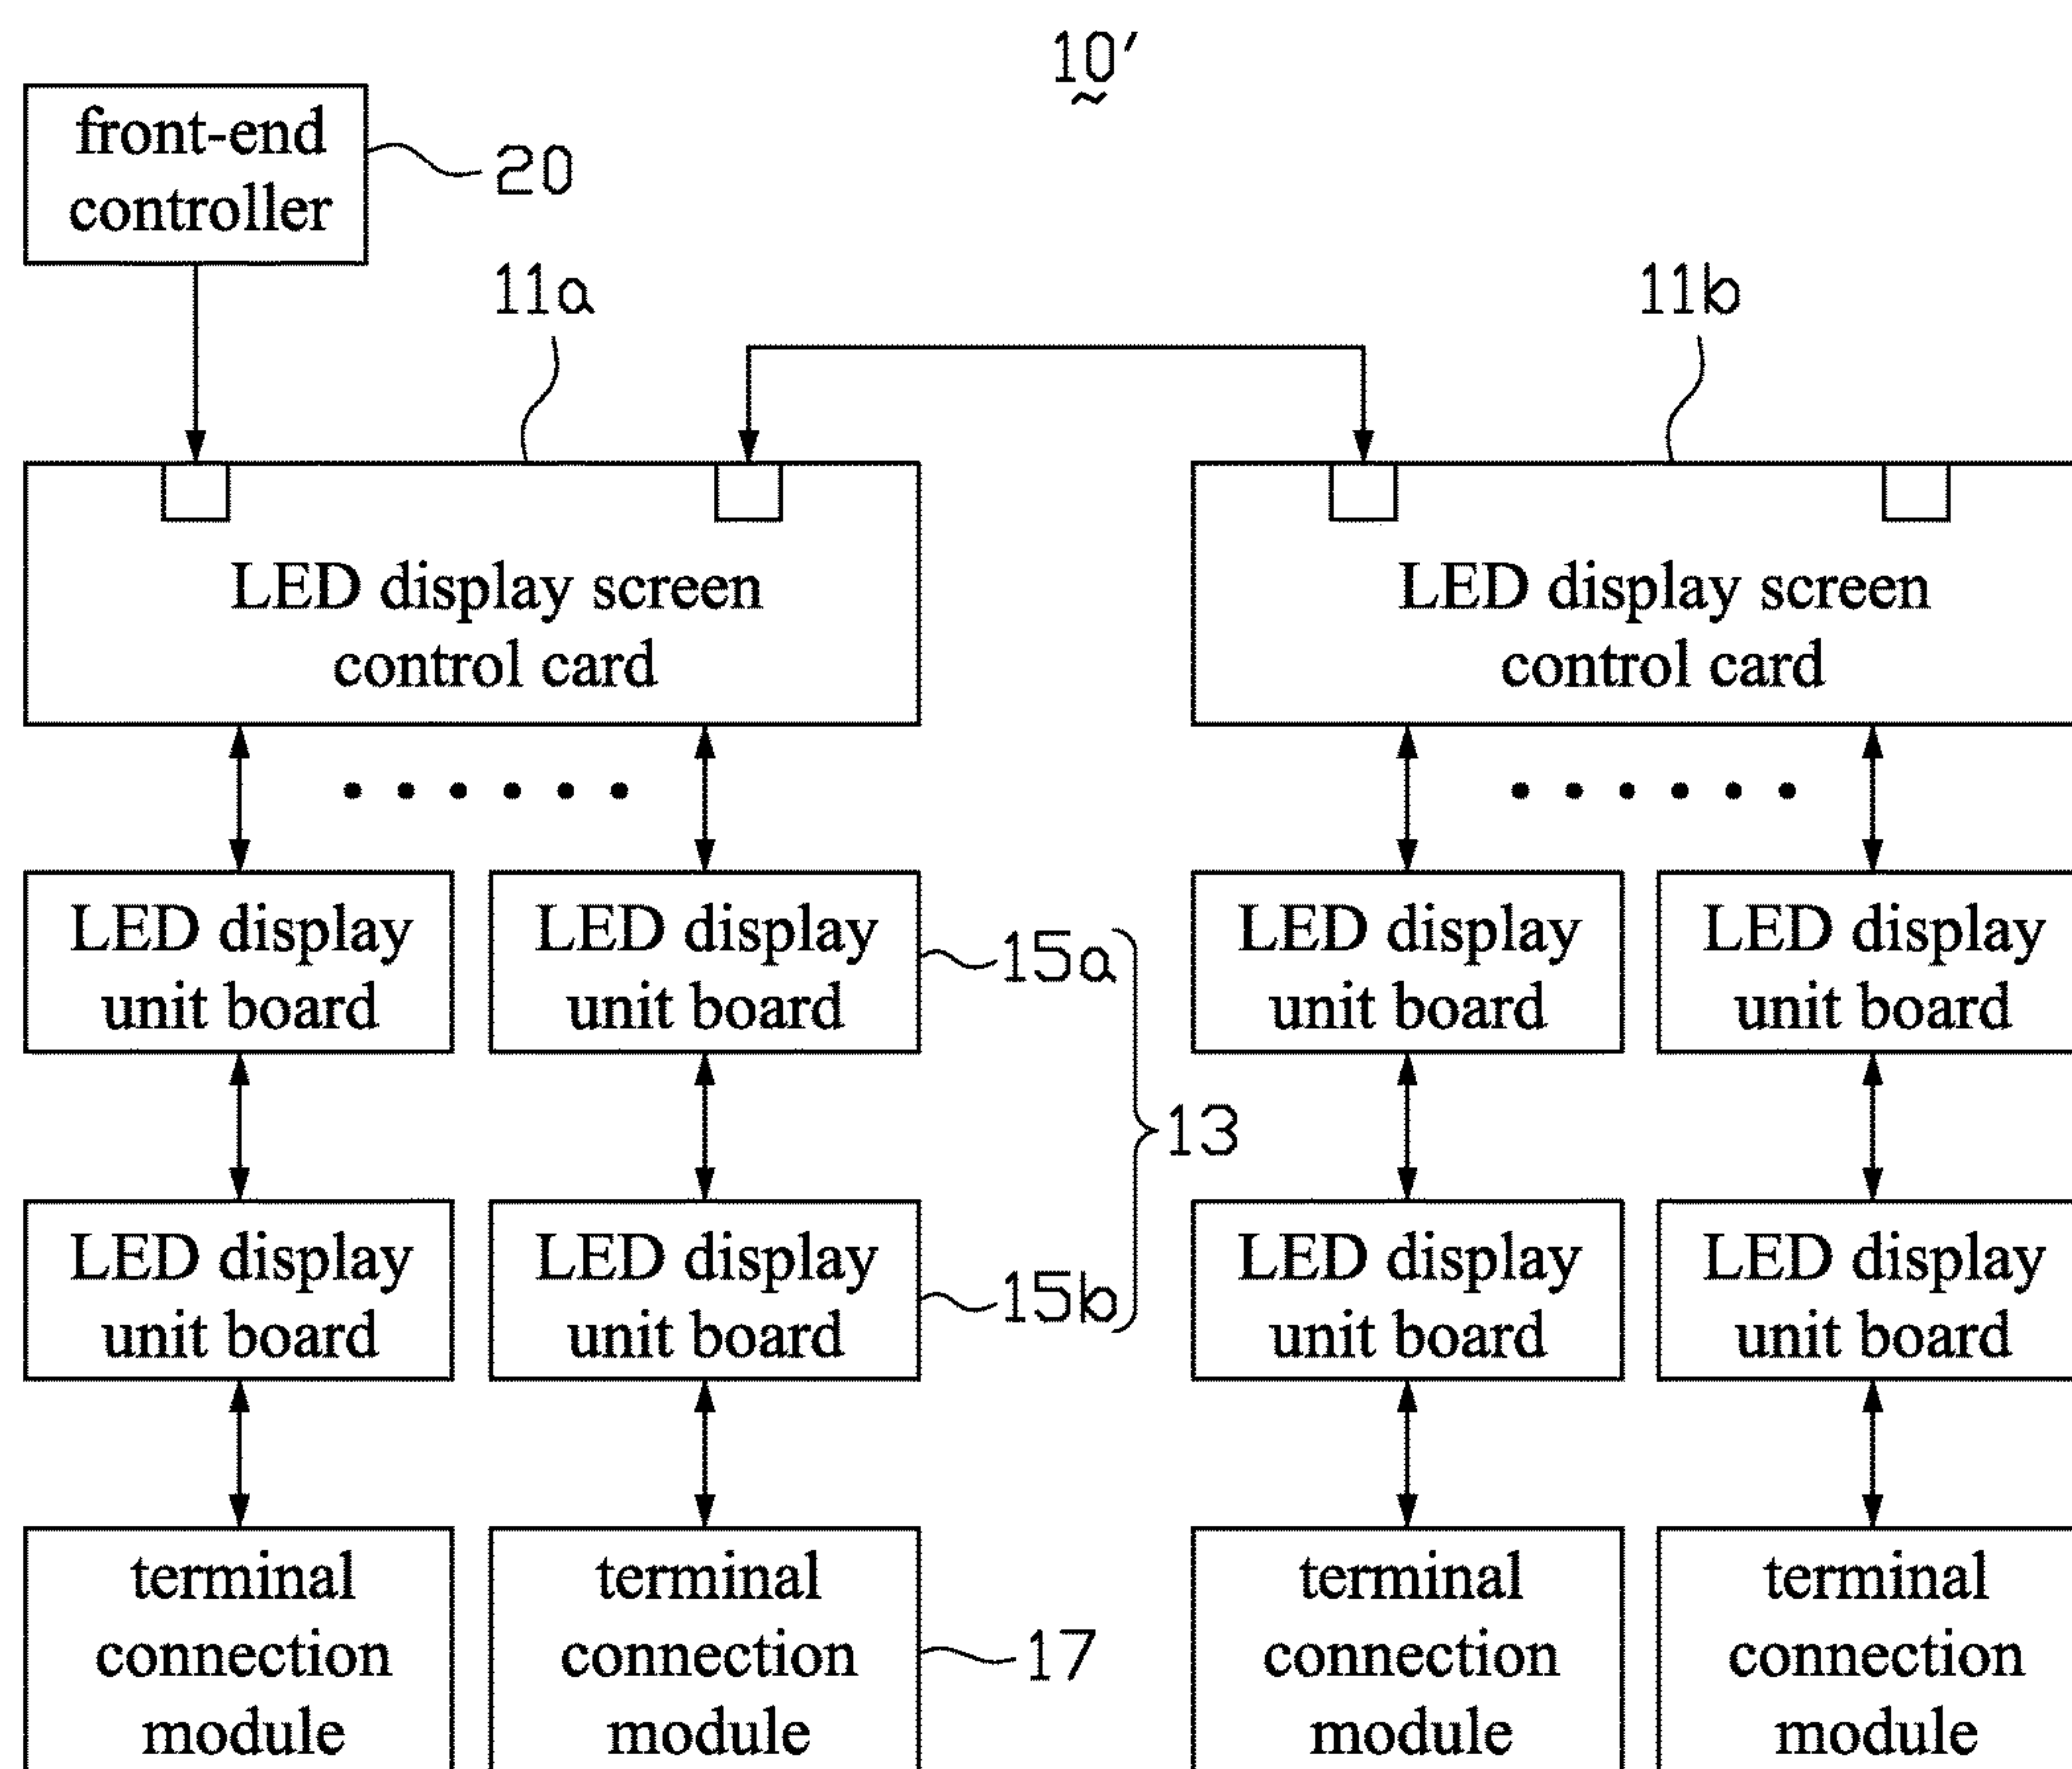 10′
front-end
controller
20
11a
11b
LED display screen
control card
LED display screen
control card
LED display
unit board
LED display
unit board
15a
LED display
unit board
LED display
unit board
13
LED display
unit board
LED display
unit board
15b
LED display
unit board
LED display
unit board
terminal
connection
module
terminal
connection
module
17
terminal
connection
module
terminal
connection
module